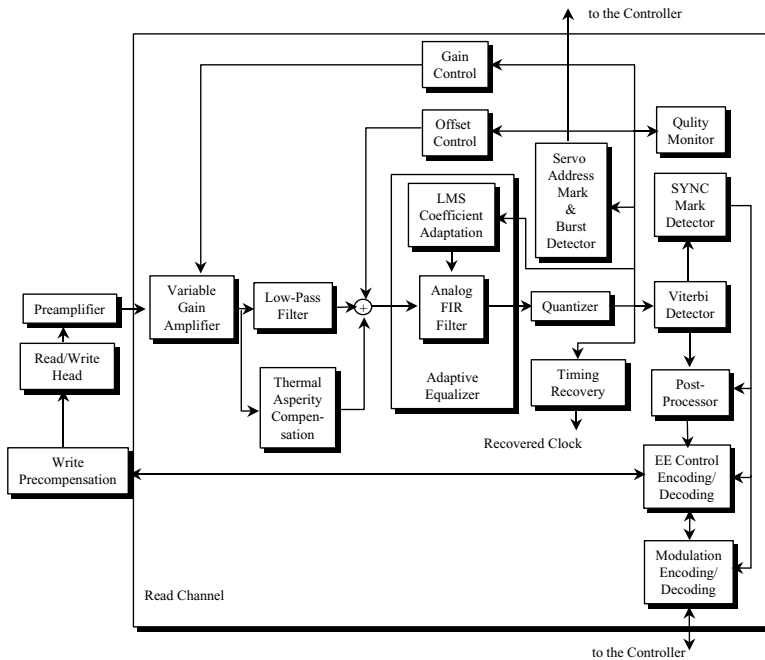 to the Controller
Gain
Control
Offset
Control
Qulity
Monitor
Servo
Address
Mark
&
Burst
Detector
SYNC
Mark
Detector
LMS
Coefficient
Adaptation
Preamplifier
Variable
Gain
Amplifier
Low-Pass
Filter
+
Analog
FIR
Filter
Quantizer
Viterbi
Detector
Read/Write
Head
Thermal
Asperity
Compen-
sation
Adaptive
Equalizer
Timing
Recovery
Post-
Processor
Recovered Clock
Write
Precompensation
EE Control
Encoding/
Decoding
Modulation
Encoding/
Decoding
Read Channel
to the Controller